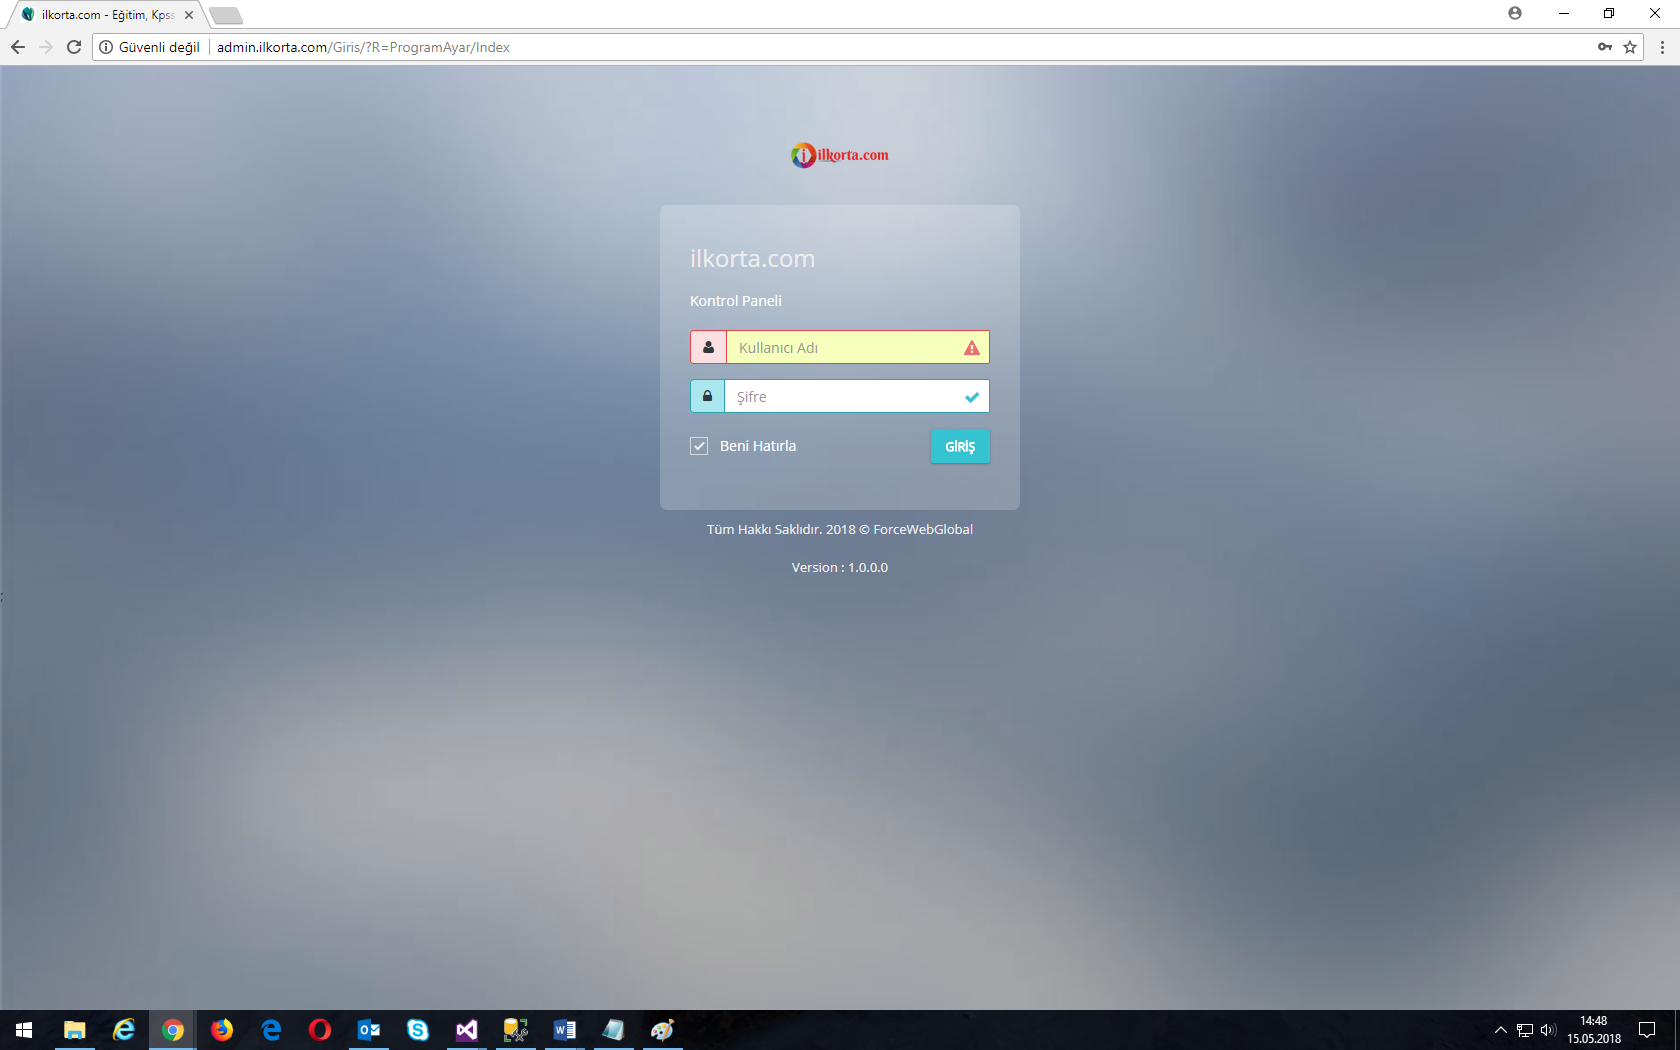 ilkorta.com - Eğitim, Kpss
Güvenli değil
admin.ilkorta.com/Giris/?R=ProgramAyar/Index
ilkorta.com
ilkorta.com
Kontrol Paneli
Kullanıcı Adı
Şifre
Beni Hatırla
GİRİŞ
Tüm Hakkı Saklıdır. 2018 © ForceWebGlobal
Version : 1.0.0.0
;
14:48
15.05.2018